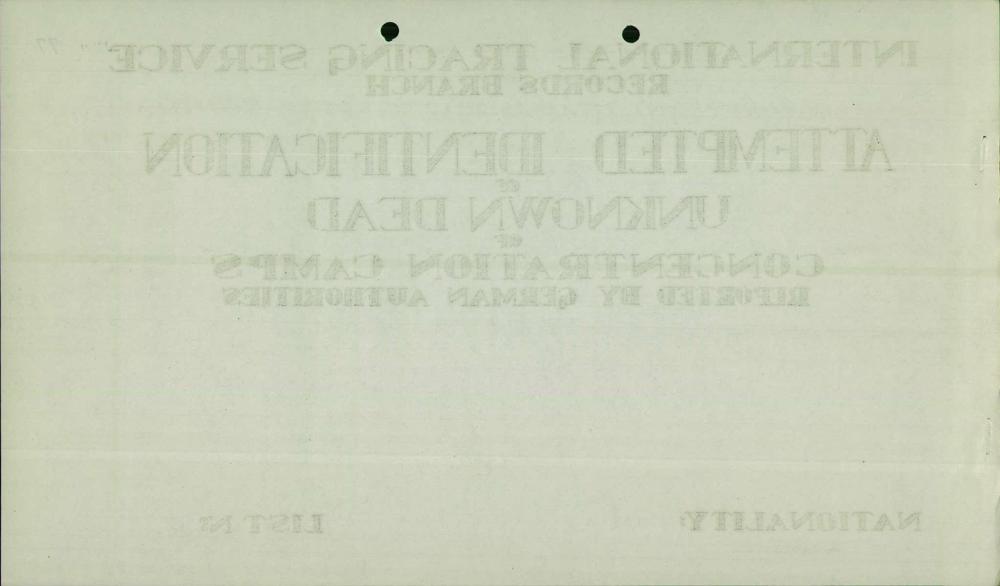 INTERNATIONAL TRACING SERVICE
RECORDS BRANCH
ATTEMPTED IDENTIFICATION
OF
UNKNOWN DEAD
OF
CONCENTRATION CAMPS
REPORTED BY GERMAN AUTHORITIES
NATIONALITY: LIST Nº